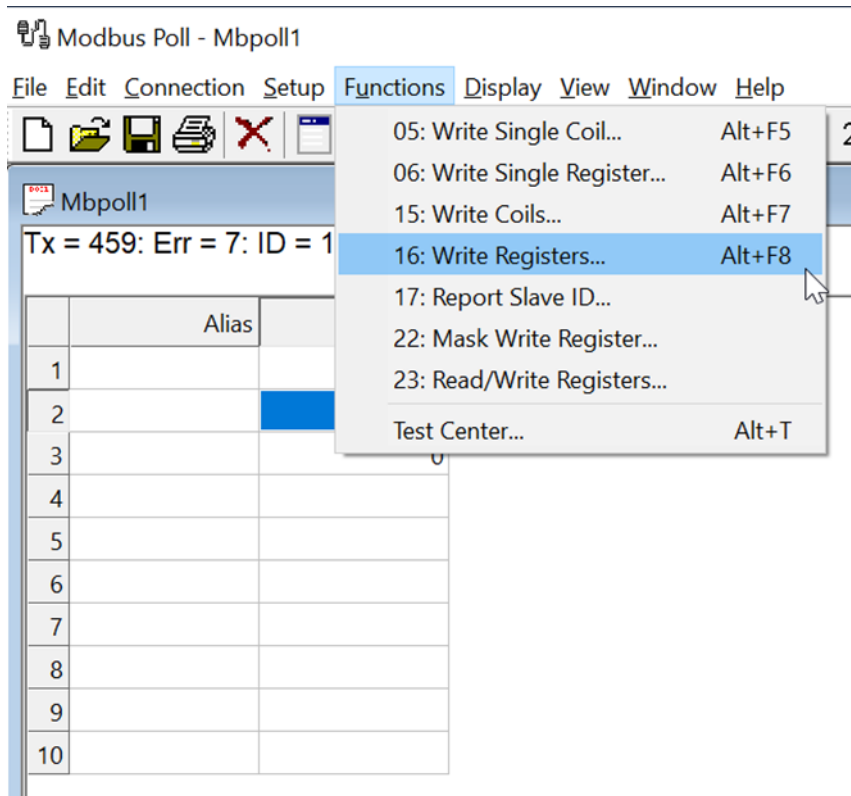 Modbus Poll - Mbpoll1
File Edit Connection Setup Functions Display View Window Help
05: Write Single Coil... Alt+F5
06: Write Single Register... Alt+F6
15: Write Coils... Alt+F7
16: Write Registers... Alt+F8
17: Report Slave ID...
22: Mask Write Register...
23: Read/Write Registers...
Test Center... Alt+T
Mbpoll1
Tx = 459: Err = 7: ID = 1
Alias
1
2
3 0
4
5
6
7
8
9
10